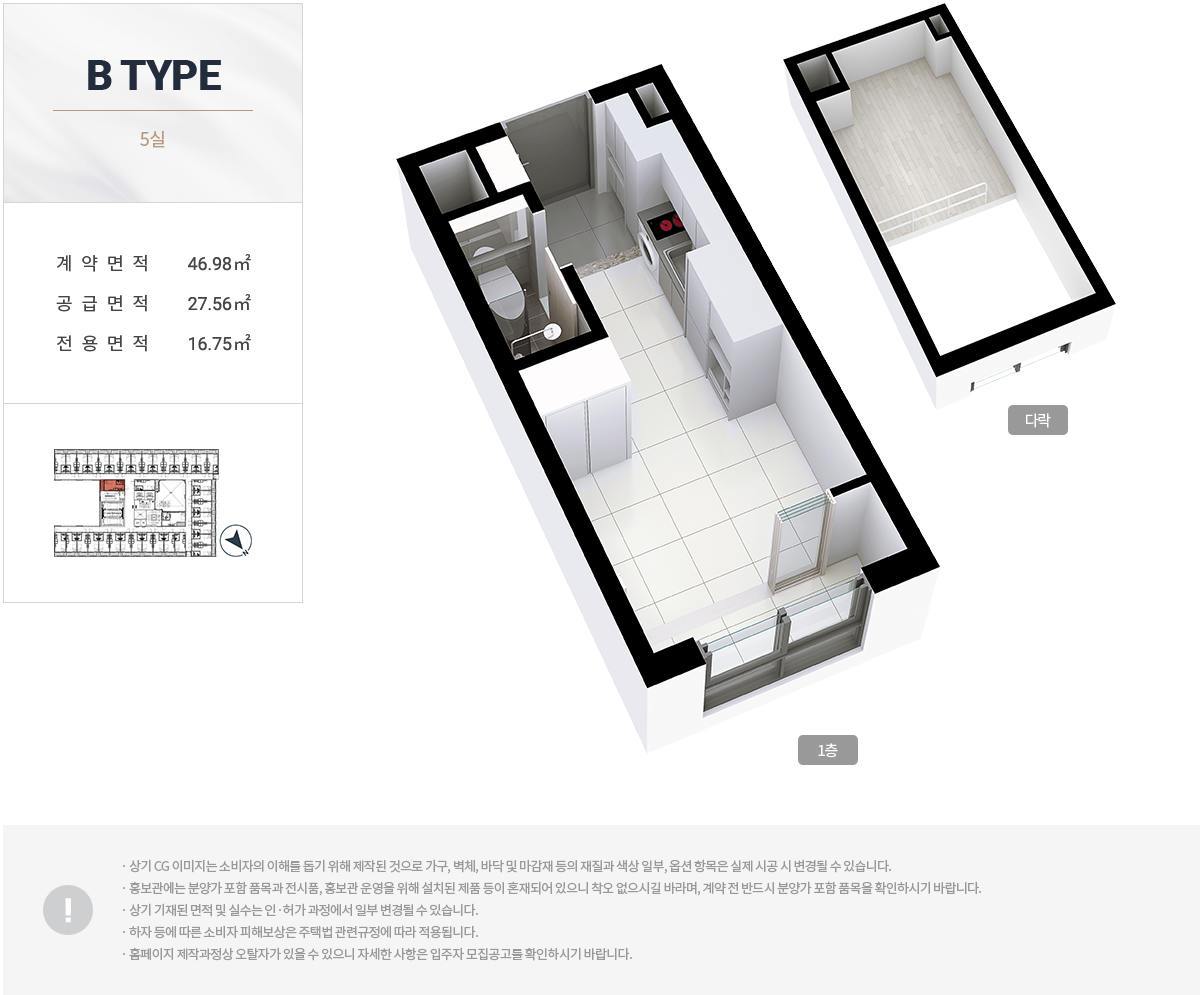 B TYPE
5실
계약면적 46.98㎡
공급면적 27.56㎡
전용면적 16.75㎡
N
다락
1층
!
· 상기 CG 이미지는 소비자의 이해를 돕기 위해 제작된 것으로 가구, 벽체, 바닥 및 마감재 등의 재질과 색상 일부, 옵션 항목은 실제 시공 시 변경될 수 있습니다.
· 홍보관에는 분양가 포함 품목과 전시품, 홍보관 운영을 위해 설치된 제품 등이 혼재되어 있으니 착오 없으시길 바라며, 계약 전 반드시 분양가 포함 품목을 확인하시기 바랍니다.
· 상기 기재된 면적 및 실수는 인·허가 과정에서 일부 변경될 수 있습니다.
· 하자 등에 따른 소비자 피해보상은 주택법 관련규정에 따라 적용됩니다.
· 홈페이지 제작과정상 오탈자가 있을 수 있으니 자세한 사항은 입주자 모집공고를 확인하시기 바랍니다.